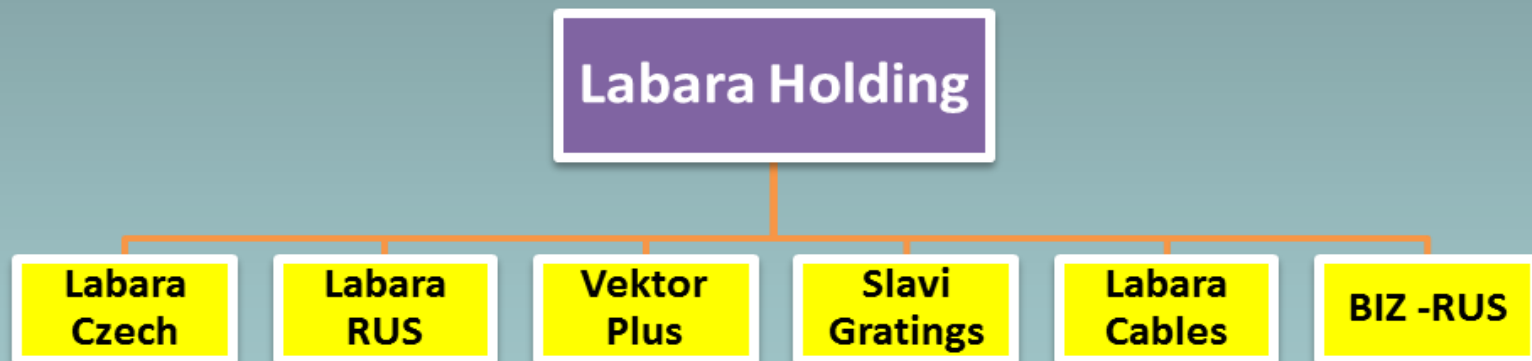 Labara Holding
Labara
Czech
Labara
RUS
Vektor
Plus
Slavi
Gratings
Labara
Cables
BIZ -RUS